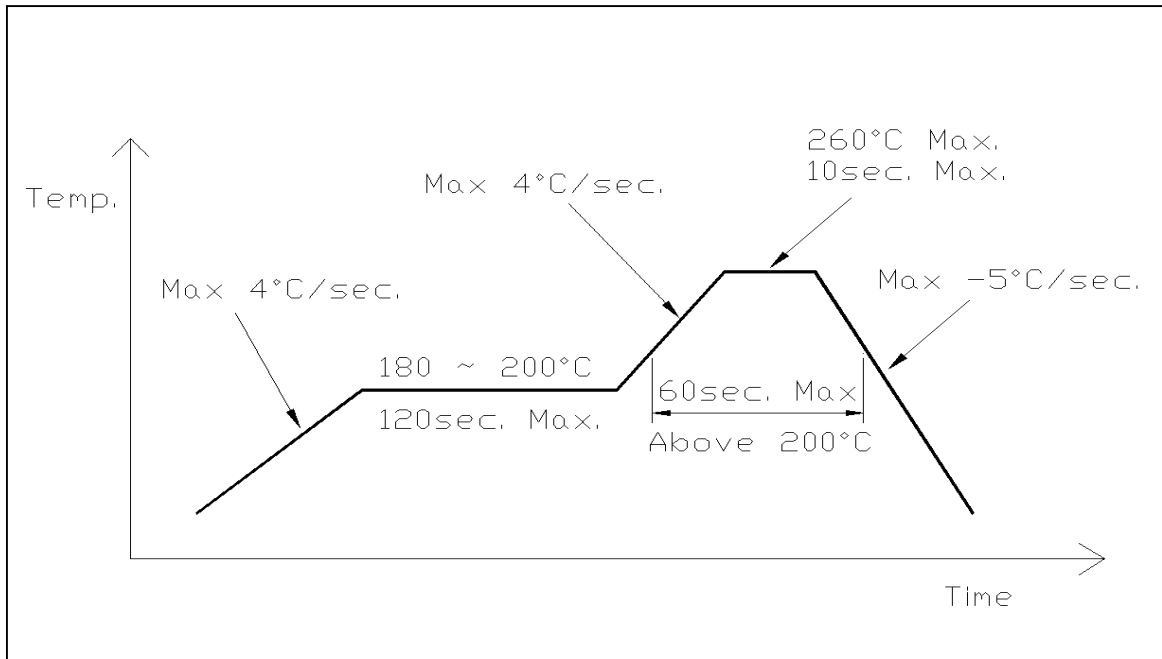 260°C Max.
10sec. Max.
Max 4°C/sec.
Temp.
Max -5°C/sec.
Max 4°C/sec.
180 ~ 200°C
120sec. Max.
60sec. Max
Above 200°C
Time